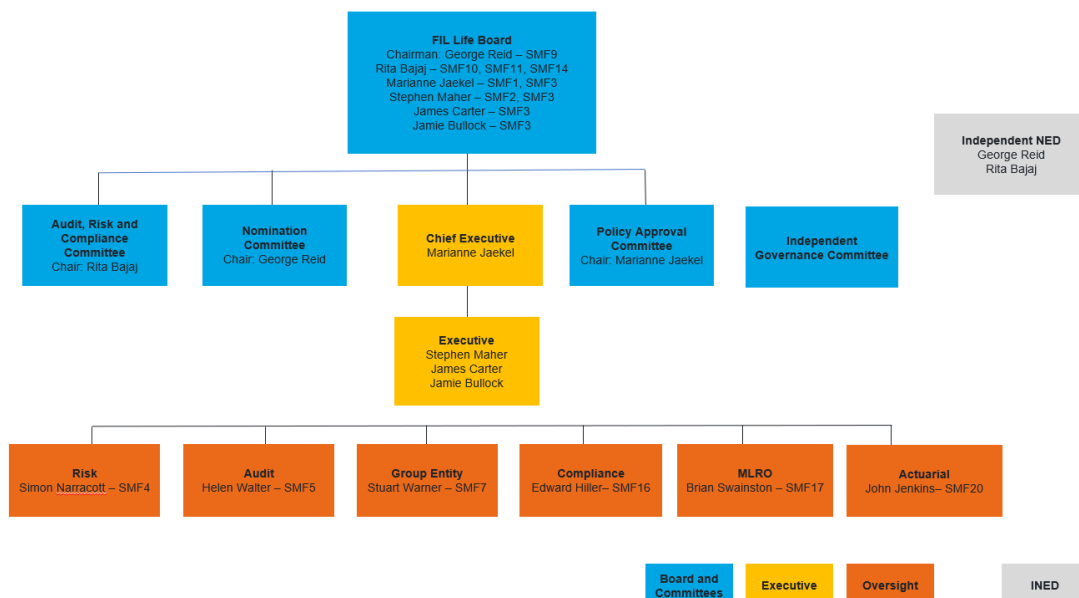 FIL Life Board
Chairman: George Reid – SMF9
Rita Bajaj – SMF10, SMF11, SMF14
Marianne Jaekel – SMF1, SMF3
Stephen Maher – SMF2, SMF3
James Carter – SMF3
Jamie Bullock – SMF3
Independent NED
George Reid
Rita Bajaj
Audit, Risk and
Compliance
Committee
Chair: Rita Bajaj
Nomination
Committee
Chair: George Reid
Chief Executive
Marianne Jaekel
Policy Approval
Committee
Chair: Marianne Jaekel
Independent
Governance Committee
Executive
Stephen Maher
James Carter
Jamie Bullock
Risk
Simon Narracott – SMF4
Audit
Helen Walter – SMF5
Group Entity
Stuart Warner – SMF7
Compliance
Edward Hiller– SMF16
MLRO
Brian Swainston – SMF17
Actuarial
John Jenkins– SMF20
Board and
Committees
Executive
Oversight
INED